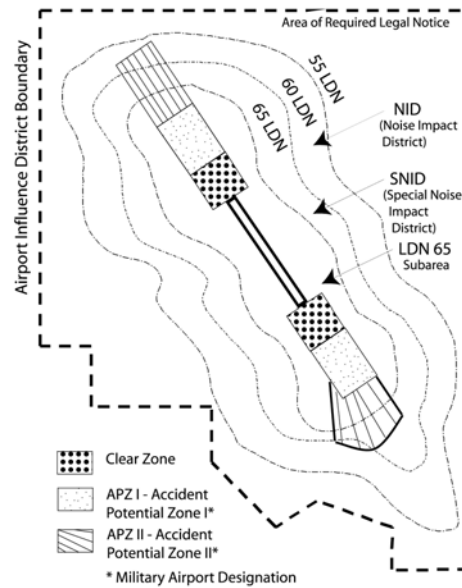 Area of Required Legal Notice
Airport Influence District Boundary
55 LDN
60 LDN
65 LDN
NID
(Noise Impact
District)
SNID
(Special Noise
Impact
District)
LDN 65
Subarea
Clear Zone
APZ I - Accident
Potential Zone I*
APZ II - Accident
Potential Zone II*
* Military Airport Designation